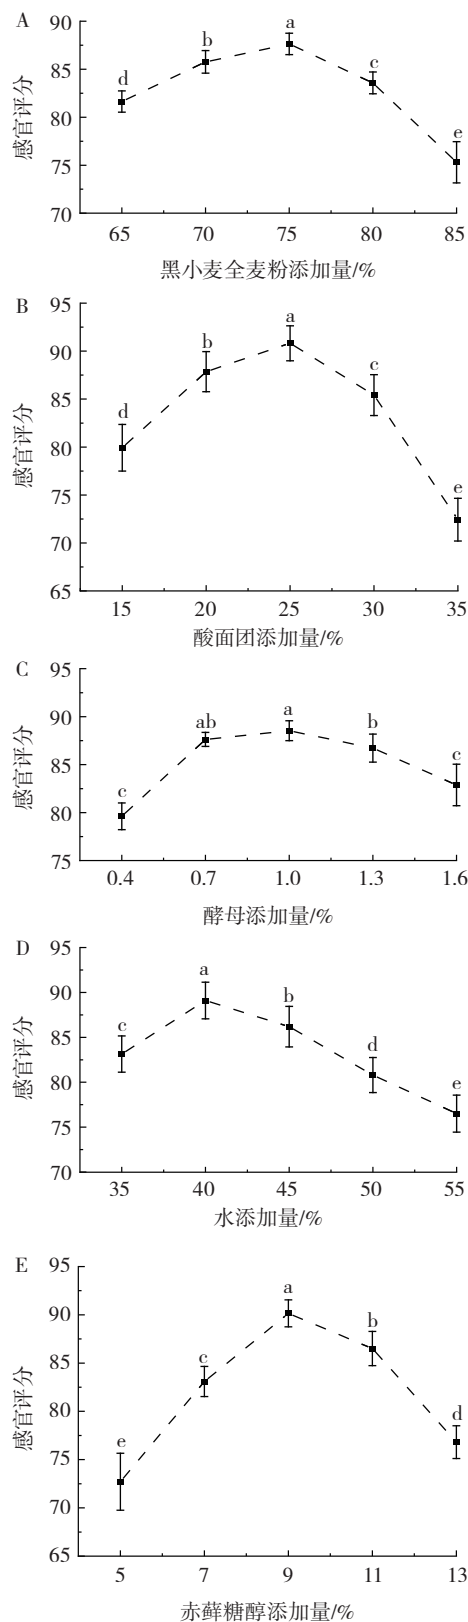 A
90
85
80
75
70
感官评分
d
b
a
c
e
65 70 75 80 85
黑小麦全麦粉添加量/%
B
95
90
85
80
75
70
65
感官评分
d
b
a
c
e
15 20 25 30 35
酸面团添加量/%
C
95
90
85
80
75
感官评分
c
ab
a
b
c
0.4 0.7 1.0 1.3 1.6
酵母添加量/%
D
95
90
85
80
75
70
感官评分
c
a
b
d
e
35 40 45 50 55
水添加量/%
E
95
90
85
80
75
70
65
感官评分
e
c
a
b
d
5 7 9 11 13
赤藓糖醇添加量/%